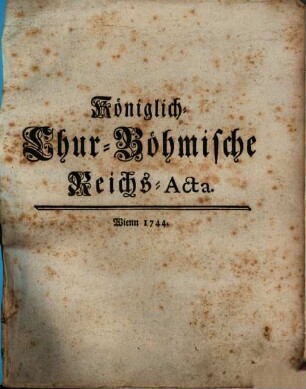 Königlich-
Chur-Böhmische
Reichs-Acta.
Wienn 1744.